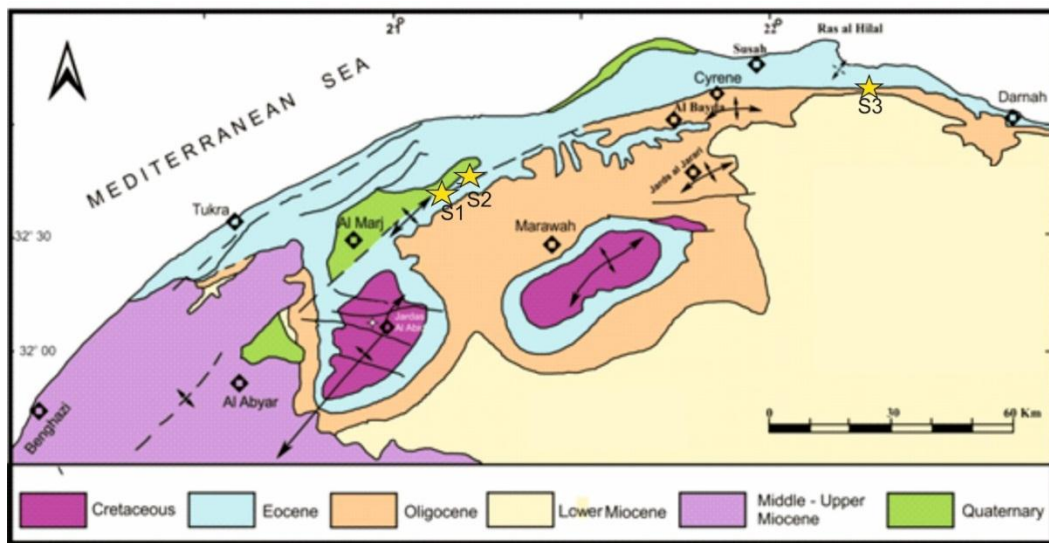 21°
22°
Ras al Hilal
Susah
MEDITERRANEAN SEA
Cyrene
S3
Al Bayda
Darnah
Jards al Jarari
S2
S1
Tukra
Al Marj
Marawah
32° 30
Jardas
Al Abid
32° 00
Al Abyar
Benghazi
0 30 60 Km
Cretaceous
Eocene
Oligocene
Lower Miocene
Middle - Upper
Miocene
Quaternary